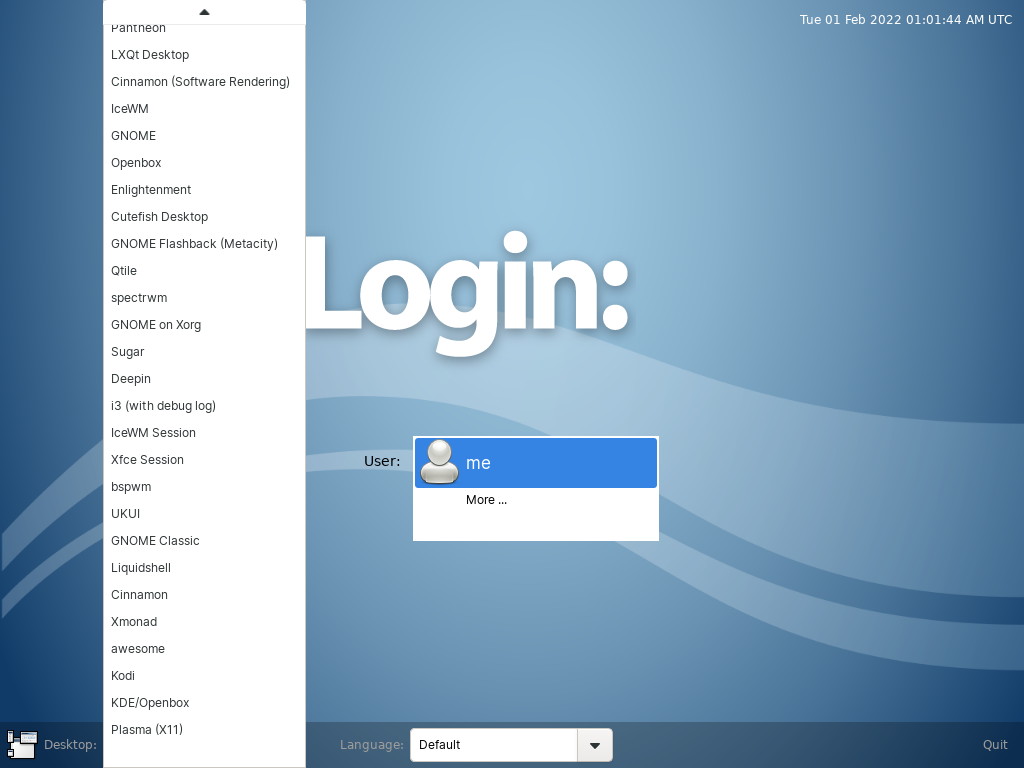 Tue 01 Feb 2022 01:01:44 AM UTC
Pantheon
LXQt Desktop
Cinnamon (Software Rendering)
IceWM
GNOME
Openbox
Enlightenment
Cutefish Desktop
GNOME Flashback (Metacity)
Qtile
spectrwm
GNOME on Xorg
Sugar
Deepin
i3 (with debug log)
IceWM Session
Xfce Session
bspwm
UKUI
GNOME Classic
Liquidshell
Cinnamon
Xmonad
awesome
Kodi
KDE/Openbox
Plasma (X11)
Login:
User:
me
More ...
Desktop:
Language:
Default
Quit